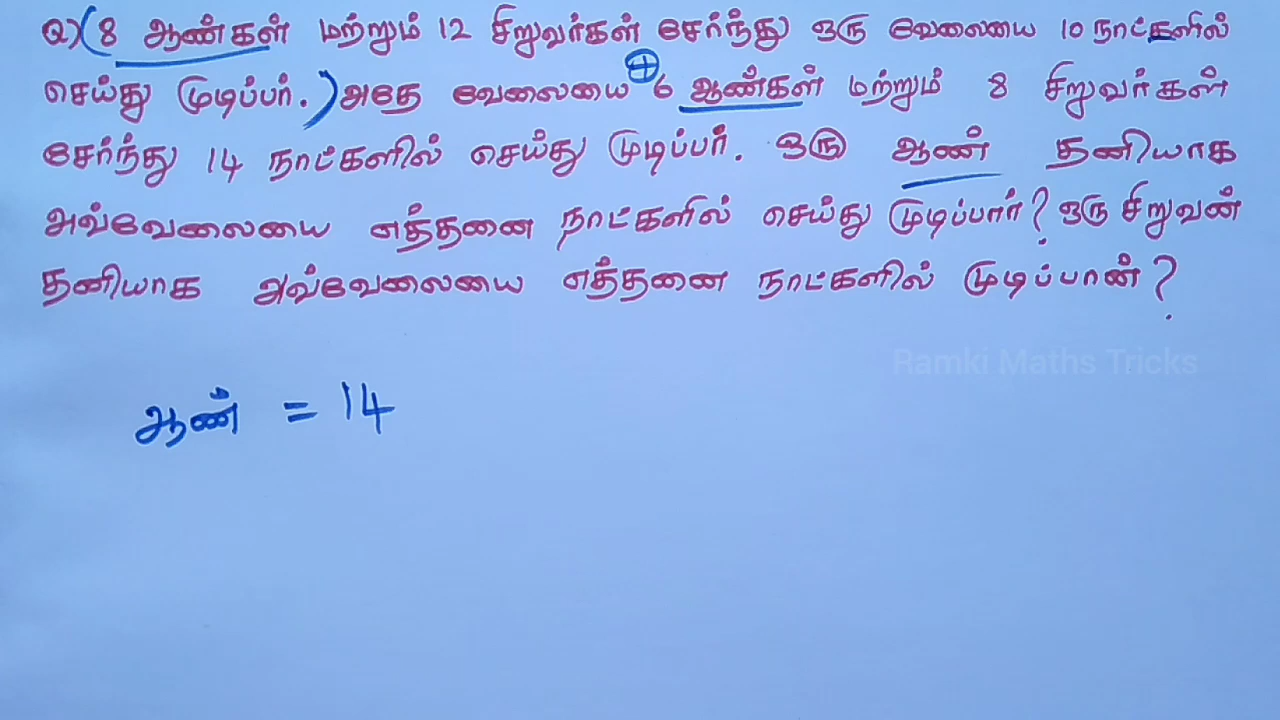 Q) (8 ஆண்கள் மற்றும் 12 சிறுவர்கள் சேர்ந்து ஒரு வேலையை 10 நாட்களில்
செய்து முடிப்பர்.) அதே வேலையை + 6 ஆண்கள் மற்றும் 8 சிறுவர்கள்
சேர்ந்து 14 நாட்களில் செய்து முடிப்பர். ஒரு ஆண் தனியாக
அவ்வேலையை எத்தனை நாட்களில் செய்து முடிப்பார்? ஒரு சிறுவன்
தனியாக அவ்வேலையை எத்தனை நாட்களில் முடிப்பான்?
Ramki Maths Tricks
ஆண் = 14